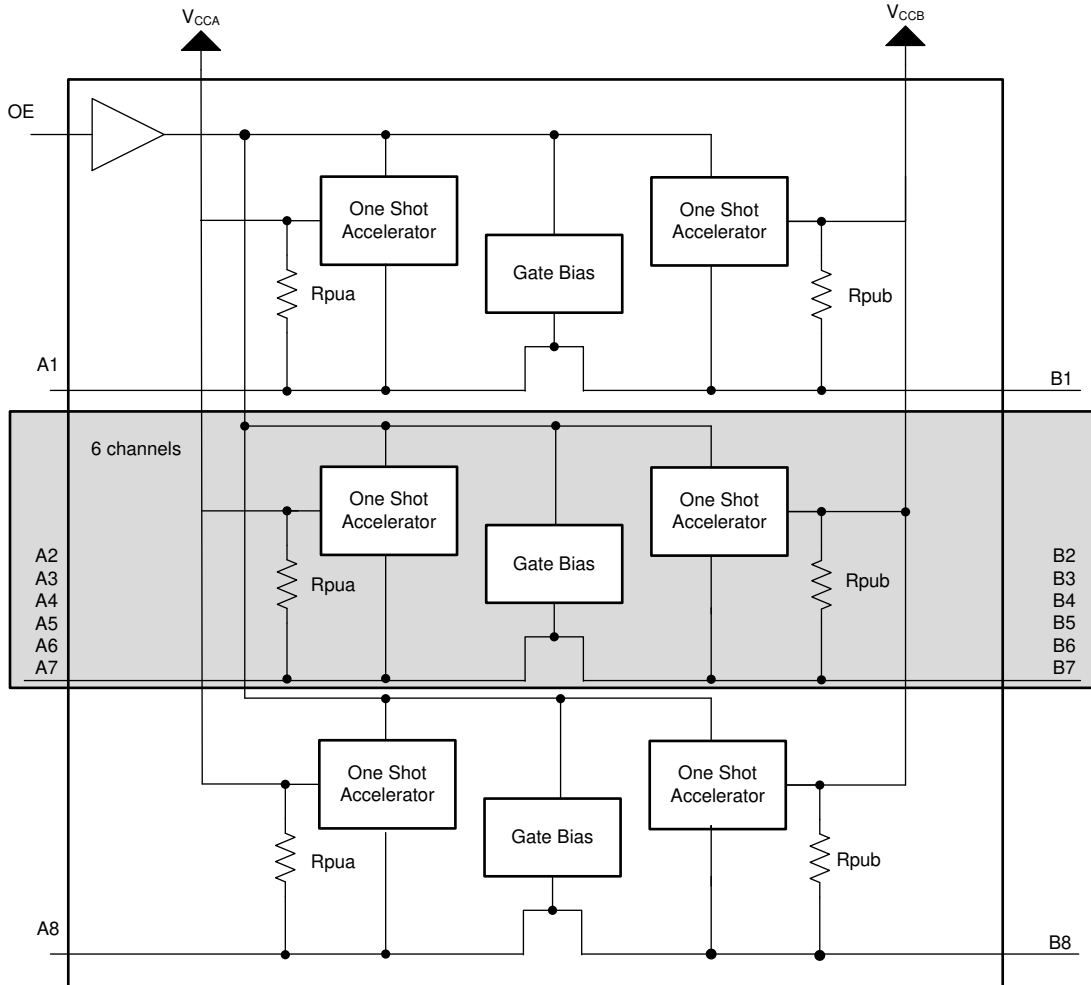 VCCA
VCCB
OE
One Shot
Accelerator
One Shot
Accelerator
Gate Bias
Rpua
Rpub
A1
B1
6 channels
One Shot
Accelerator
One Shot
Accelerator
Gate Bias
Rpua
Rpub
A2
A3
A4
A5
A6
A7
B2
B3
B4
B5
B6
B7
One Shot
Accelerator
One Shot
Accelerator
Gate Bias
Rpua
Rpub
A8
B8